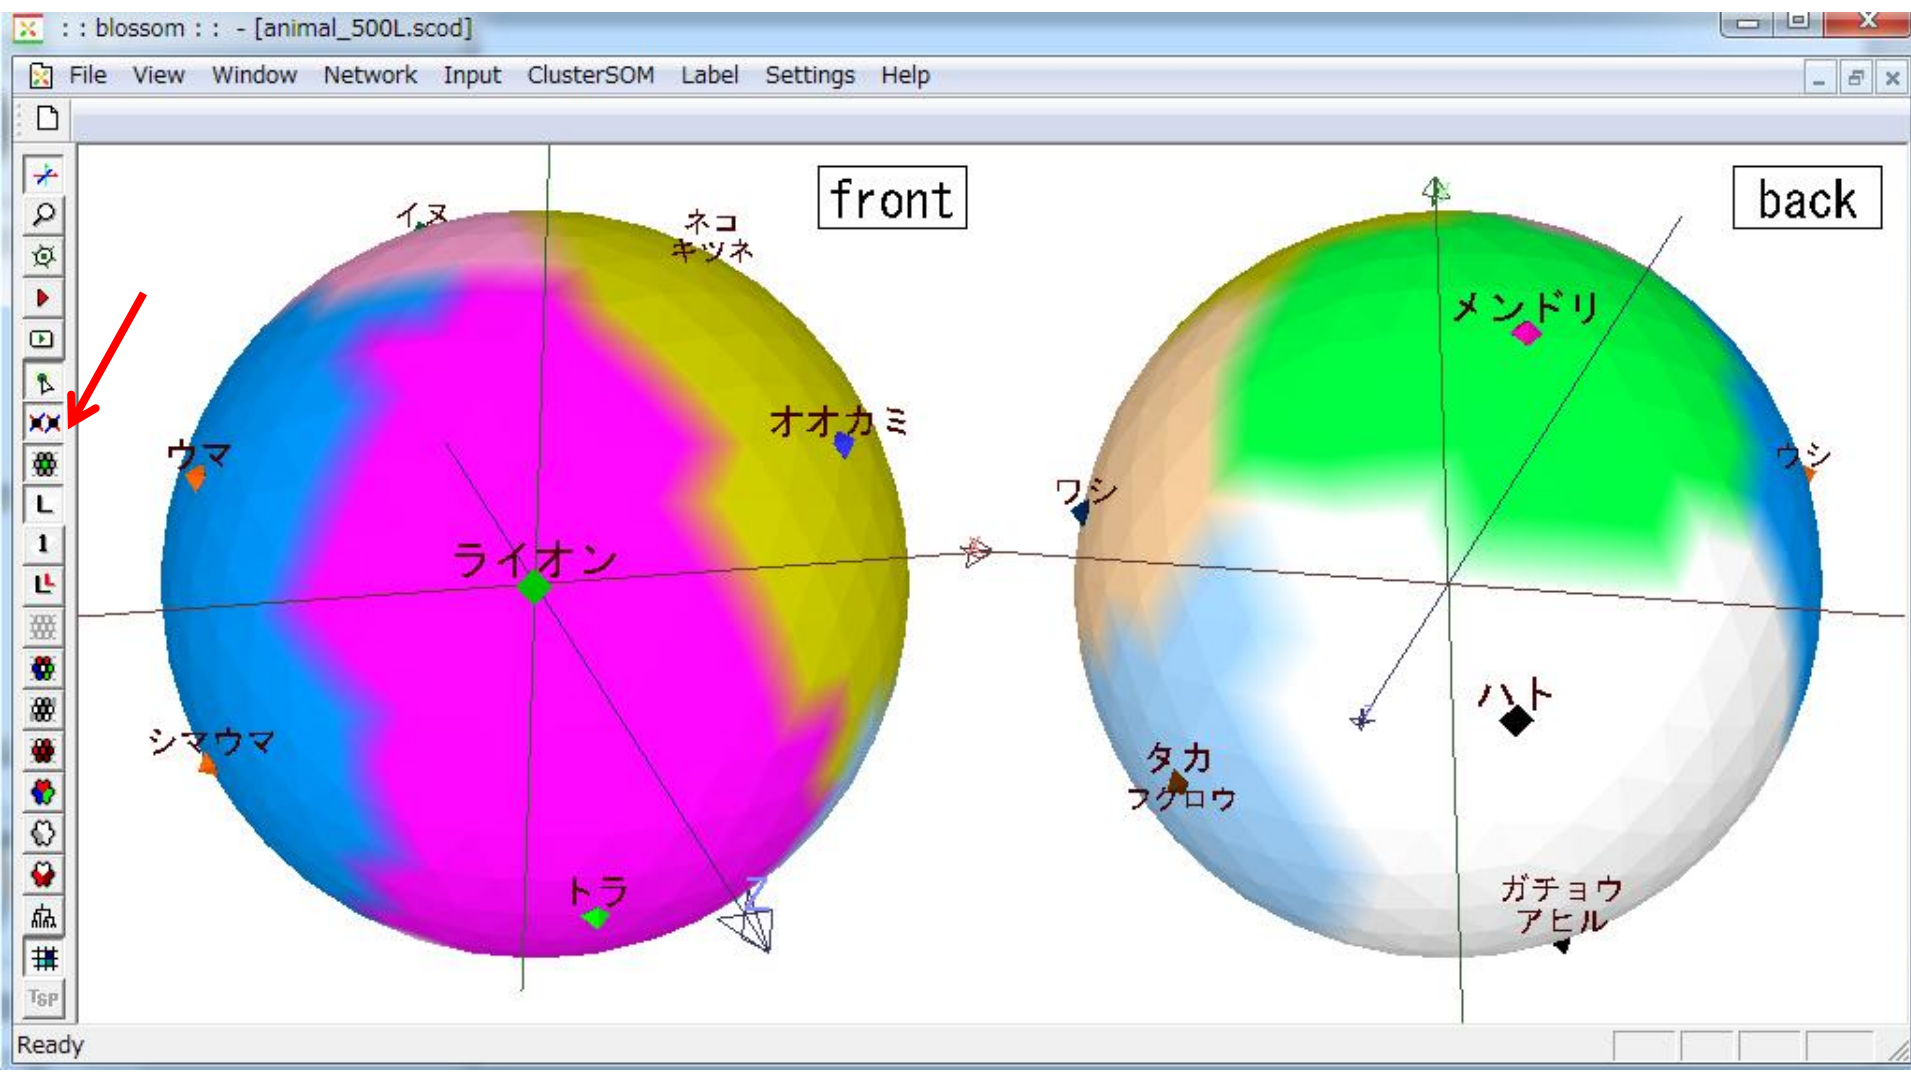 : : blossom : : - [animal_500L.scod]
File View Window Network Input ClusterSOM Label Settings Help
front
back
イヌ
ネコ
キツネ
メンドリ
オオカミ
ウマ
ウシ
ワシ
ライオン
ハト
シマウマ
タカ
フクロウ
トラ
Z
ガチョウ
アヒル
L
1
LL
TSP
Ready